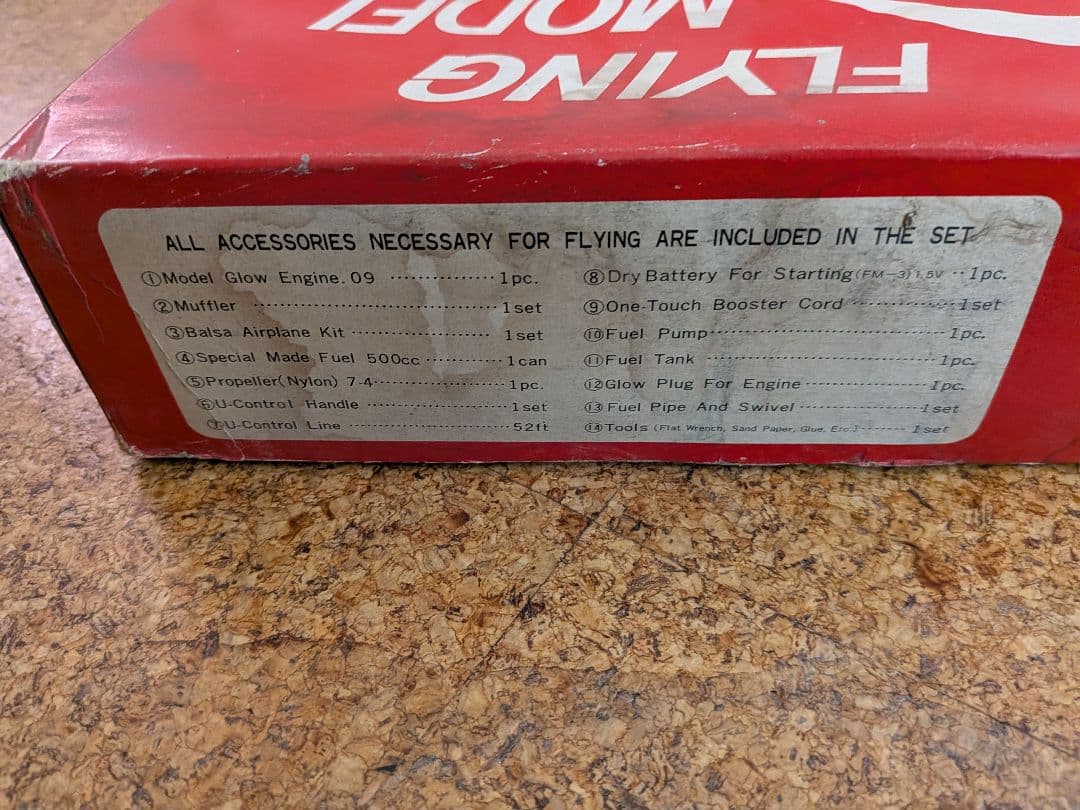 FLYING
MODEL
ALL ACCESSORIES NECESSARY FOR FLYING ARE INCLUDED IN THE SET
①Model Glow Engine.09 ··············· 1pc.
②Muffler ··································· 1set
③Balsa Airplane Kit ···················· 1set
④Special Made Fuel 500cc ··········· 1can
⑤Propeller(Nylon) 7-4 ··················· 1pc.
⑥U-Control Handle ····················· 1set
⑦U-Control Line ························ 52ft
⑧Dry Battery For Starting(FM-3)1.5V ·· 1pc.
⑨One-Touch Booster Cord ················ 1set
⑩Fuel Pump ··································· 1pc.
⑪Fuel Tank ··································· 1pc.
⑫Glow Plug For Engine ··················· 1pc.
⑬Fuel Pipe And Swivel ··················· 1set
⑭Tools (Flat Wrench, Sand Paper, Glue, Etc.) ······· 1set